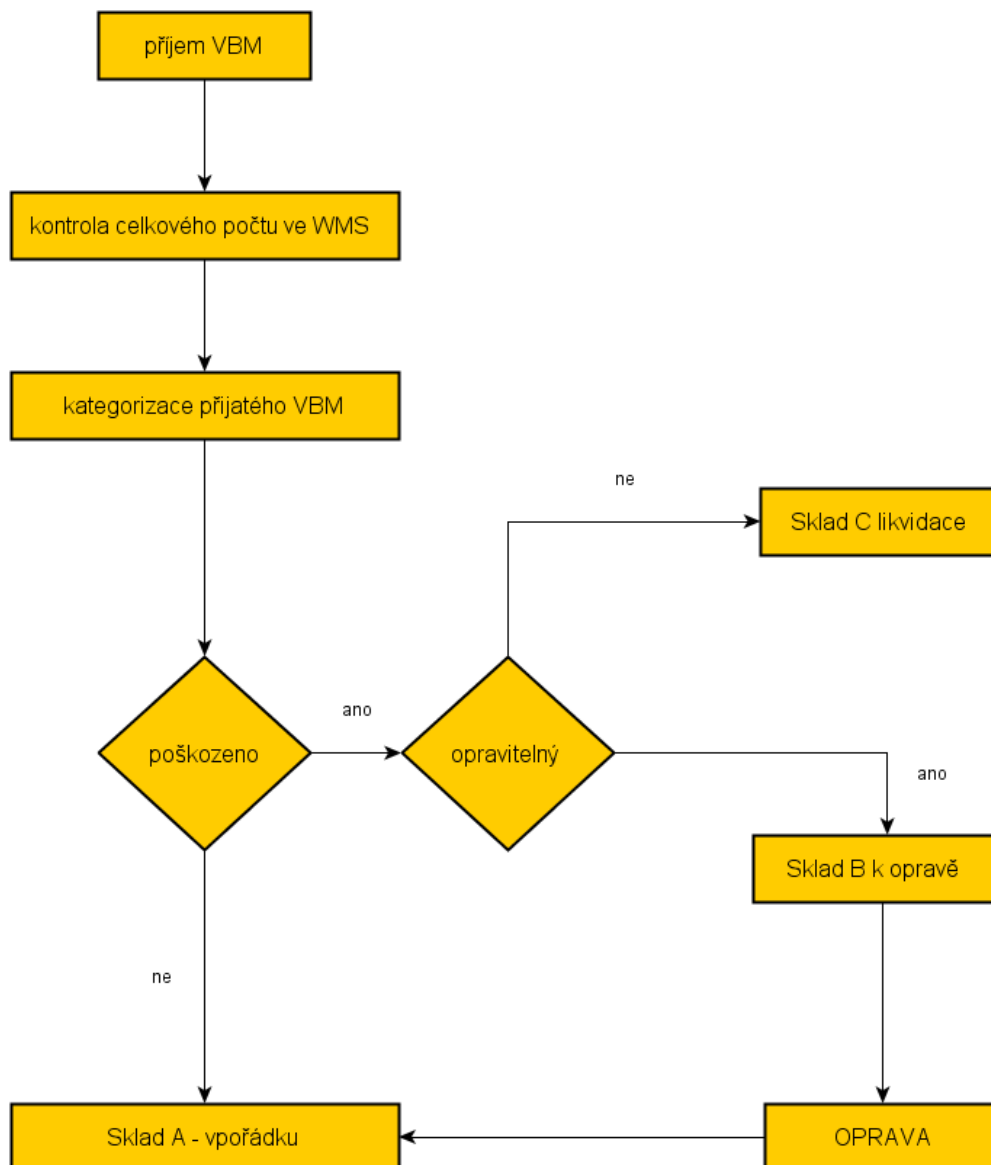 příjem VBM
kontrola celkového počtu ve WMS
kategorizace přijatého VBM
ne
Sklad C likvidace
poškozeno
ano
opravitelný
ano
Sklad B k opravě
ne
Sklad A - vpořádku
OPRAVA